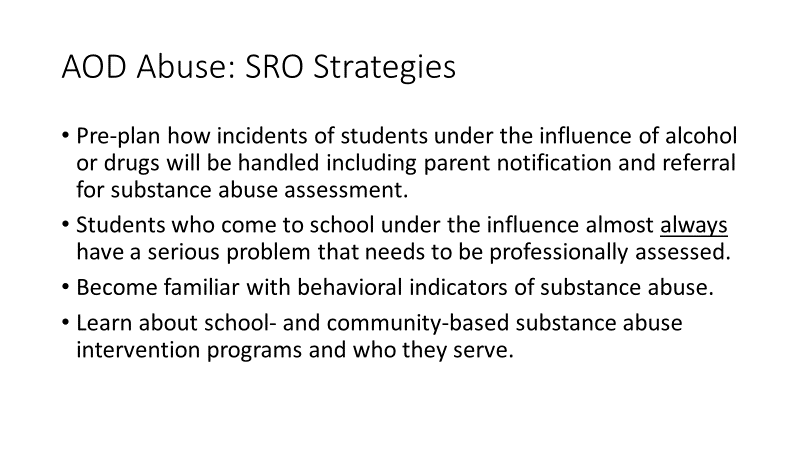 AOD Abuse: SRO Strategies
• Pre-plan how incidents of students under the influence of alcohol
or drugs will be handled including parent notification and referral
for substance abuse assessment.
• Students who come to school under the influence almost always
have a serious problem that needs to be professionally assessed.
• Become familiar with behavioral indicators of substance abuse.
• Learn about school- and community-based substance abuse
intervention programs and who they serve.